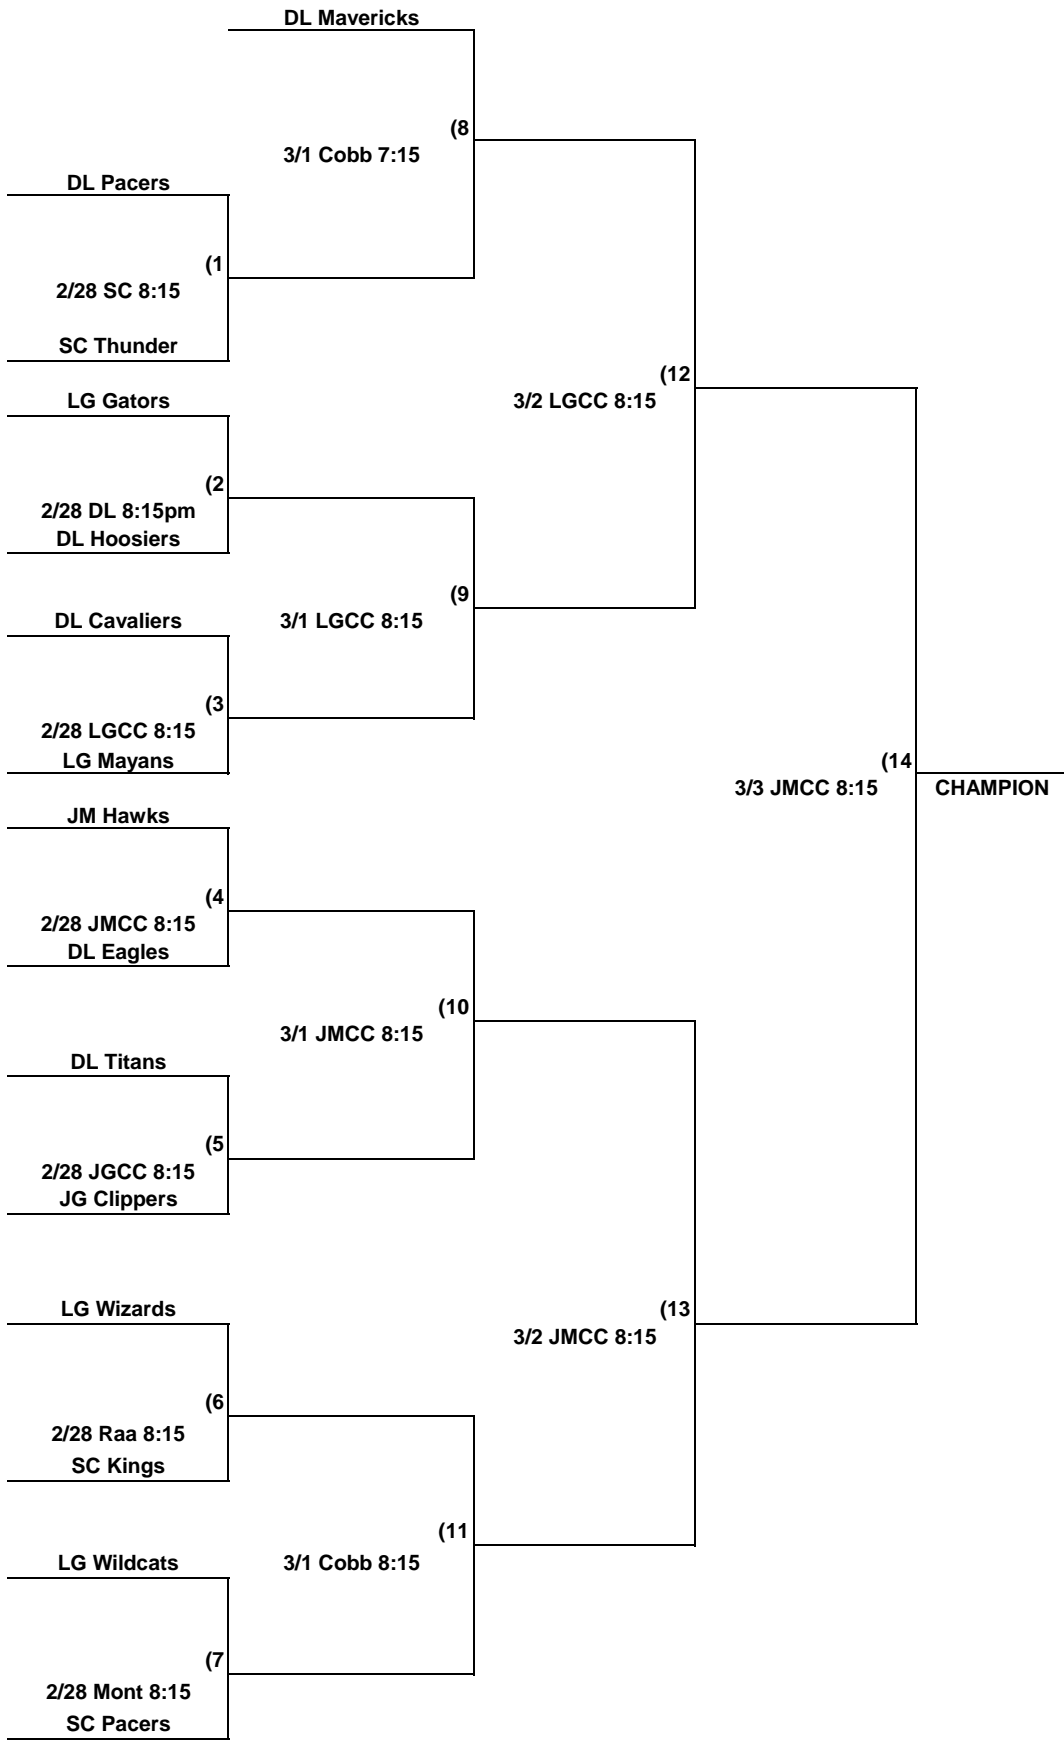 DL Mavericks
(8
3/1 Cobb 7:15
DL Pacers
(1
2/28 SC 8:15
SC Thunder
(12
3/2 LGCC 8:15
LG Gators
(2
2/28 DL 8:15pm
DL Hoosiers
(9
3/1 LGCC 8:15
DL Cavaliers
(3
2/28 LGCC 8:15
LG Mayans
(14
3/3 JMCC 8:15
CHAMPION
JM Hawks
(4
2/28 JMCC 8:15
DL Eagles
(10
3/1 JMCC 8:15
DL Titans
(5
2/28 JGCC 8:15
JG Clippers
LG Wizards
(13
3/2 JMCC 8:15
(6
2/28 Raa 8:15
SC Kings
(11
3/1 Cobb 8:15
LG Wildcats
(7
2/28 Mont 8:15
SC Pacers